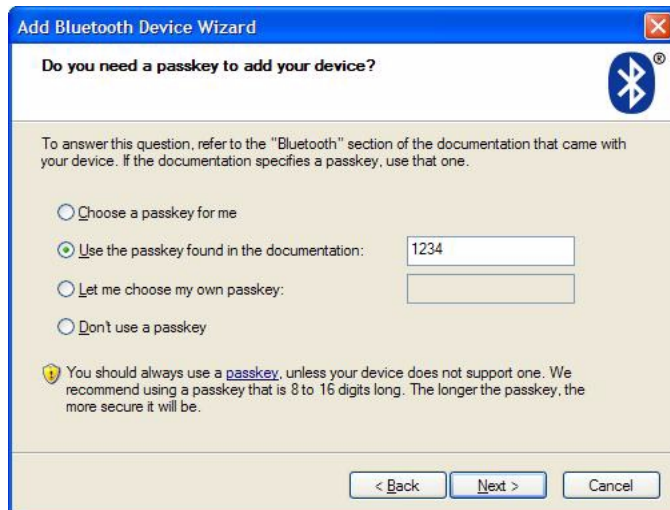 Add Bluetooth Device Wizard
Do you need a passkey to add your device?
®
To answer this question, refer to the "Bluetooth" section of the documentation that came with
your device. If the documentation specifies a passkey, use that one.
Choose a passkey for me
Use the passkey found in the documentation: 1234
Let me choose my own passkey:
Don't use a passkey
You should always use a passkey, unless your device does not support one. We
recommend using a passkey that is 8 to 16 digits long. The longer the passkey, the
more secure it will be.
< Back Next > Cancel